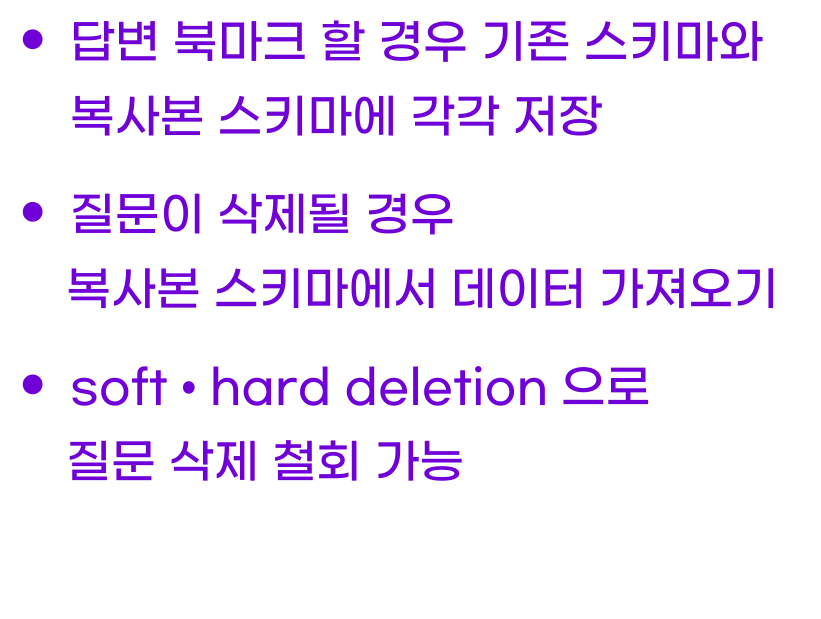 • 답변 북마크 할 경우 기존 스키마와
복사본 스키마에 각각 저장
• 질문이 삭제될 경우
복사본 스키마에서 데이터 가져오기
• soft • hard deletion 으로
질문 삭제 철회 가능